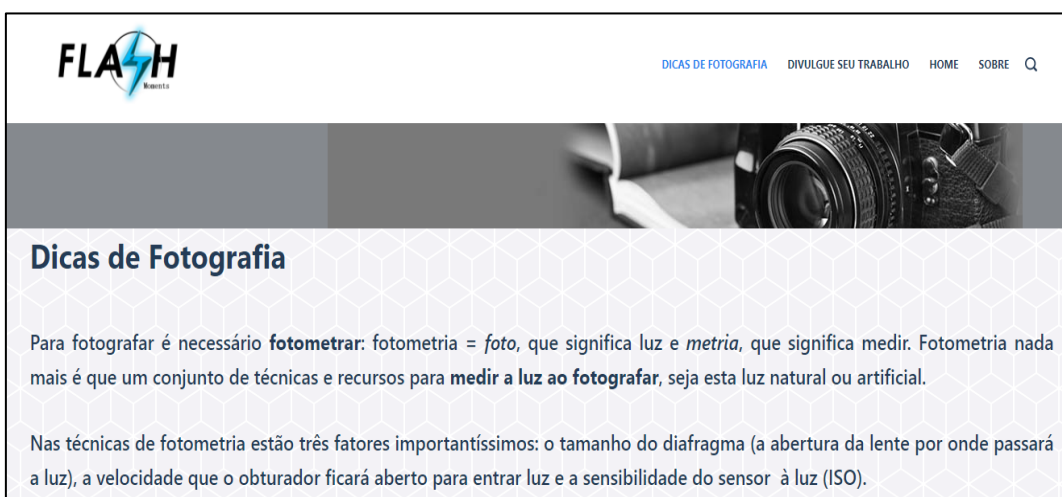 FLASH
Momenta
DICAS DE FOTOGRAFIA DIVULGUE SEU TRABALHO HOME SOBRE
Dicas de Fotografia
Para fotografar é necessário fotometrar: fotometria = foto, que significa luz e metria, que significa medir. Fotometria nada
mais é que um conjunto de técnicas e recursos para medir a luz ao fotografar, seja esta luz natural ou artificial.
Nas técnicas de fotometria estão três fatores importantíssimos: o tamanho do diafragma (a abertura da lente por onde passará
a luz), a velocidade que o obturador ficará aberto para entrar luz e a sensibilidade do sensor à luz (ISO).